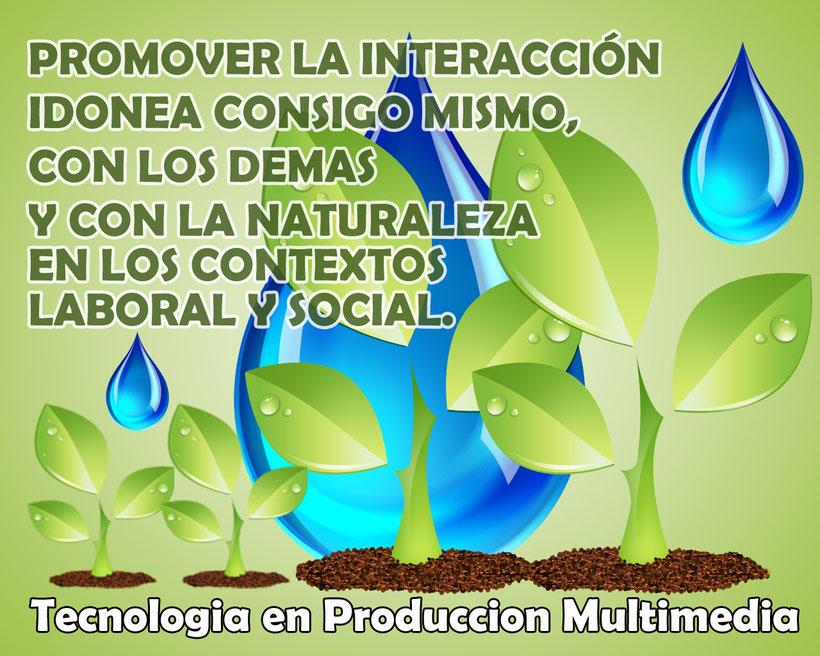 PROMOVER LA INTERACCIÓN
IDONEA CONSIGO MISMO,
CON LOS DEMAS
Y CON LA NATURALEZA
EN LOS CONTEXTOS
LABORAL Y SOCIAL.
Tecnologia en Produccion Multimedia